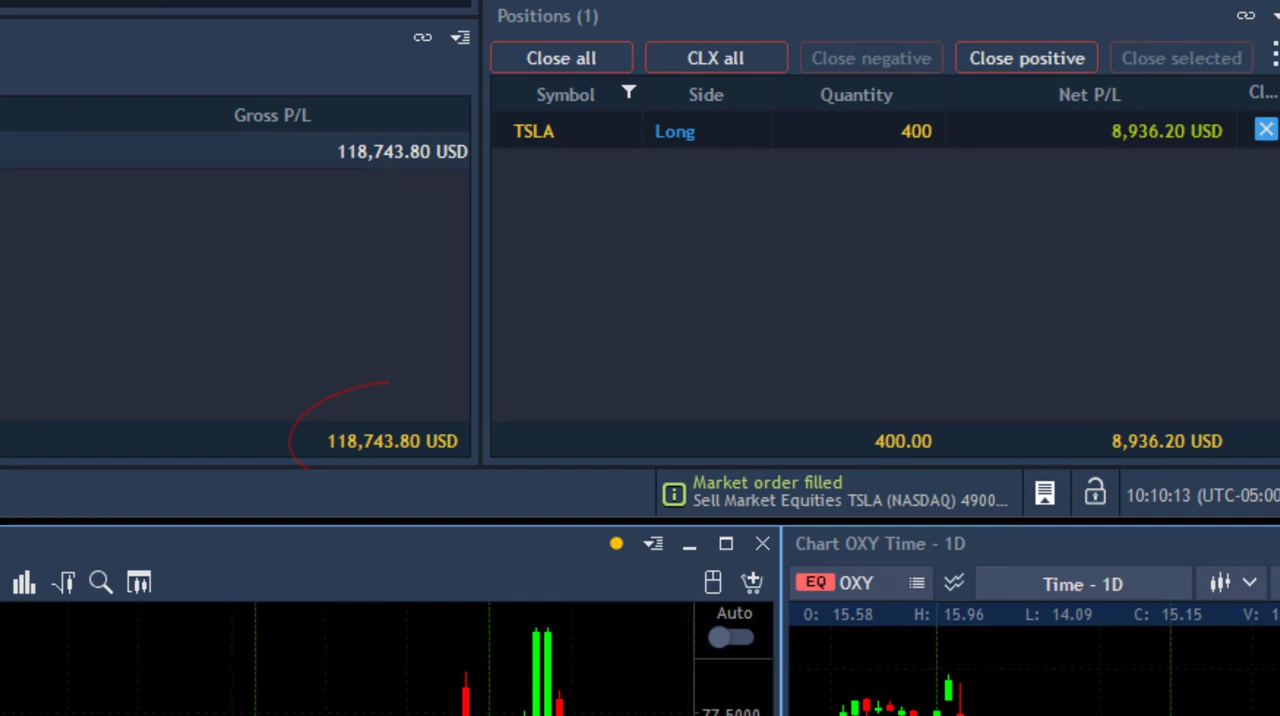 Gross P/L
118,743.80 USD
118,743.80 USD
Positions (1)
Close all
CLX all
Close negative
Close positive
Close selected
Symbol Side Quantity Net P/L Cl...
TSLA Long 400 8,936.20 USD
400.00 8,936.20 USD
Market order filled
Sell Market Equities TSLA (NASDAQ) 4900...
10:10:13 (UTC-05:00
Auto
77.5000
Chart OXY Time - 1D
EQ OXY
Time - 1D
O: 15.58 H: 15.96 L: 14.09 C: 15.15 V: 1